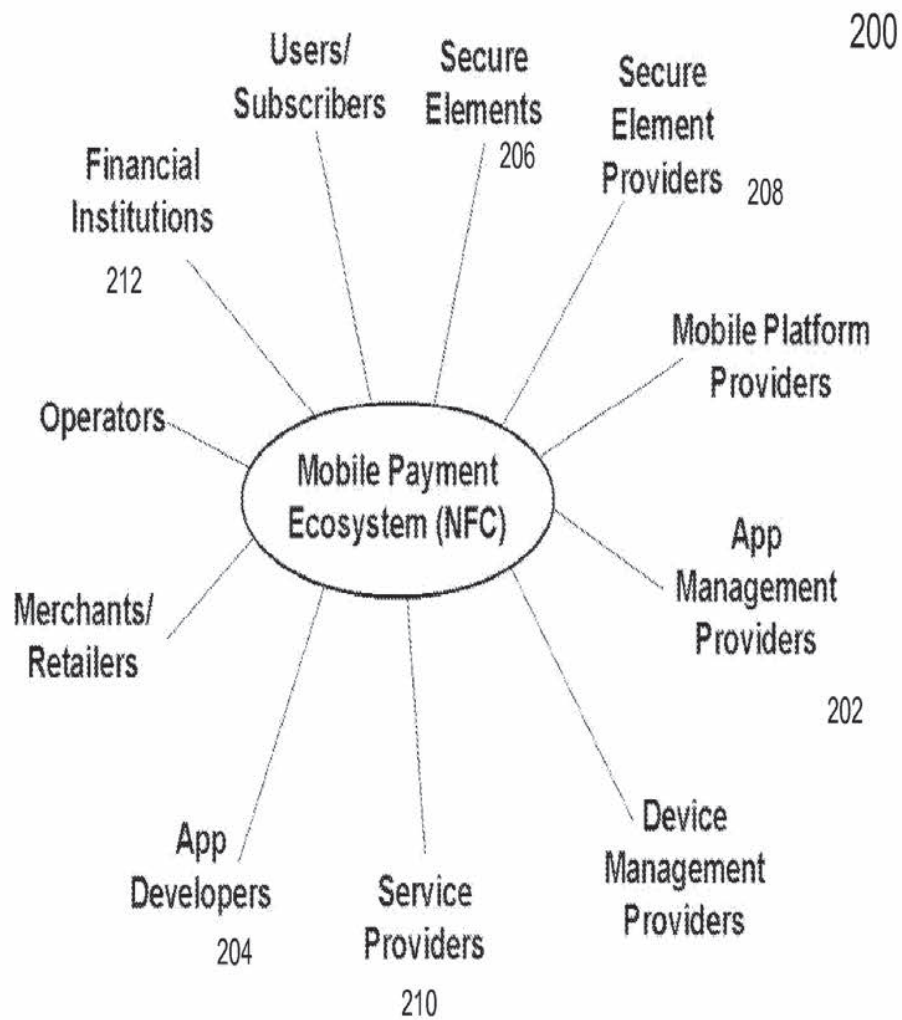 200
Users/
Subscribers
Secure
Elements
206
Secure
Element
Providers
208
Financial
Institutions
212
Mobile Platform
Providers
Operators
Mobile Payment
Ecosystem (NFC)
App
Management
Providers
202
Merchants/
Retailers
Device
Management
Providers
App
Developers
204
Service
Providers
210